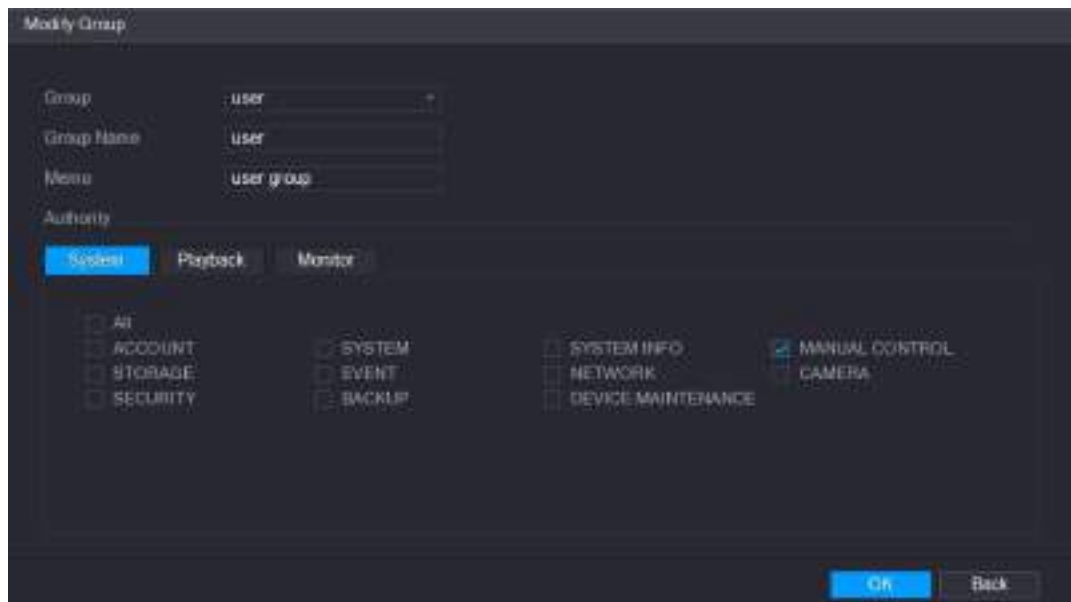 Modify Group
Group user
Group Name user
Memo user group
Authority
System Playback Monitor
All
ACCOUNT SYSTEM SYSTEM INFO MANUAL CONTROL
STORAGE EVENT NETWORK CAMERA
SECURITY BACKUP DEVICE MAINTENANCE
OK Back